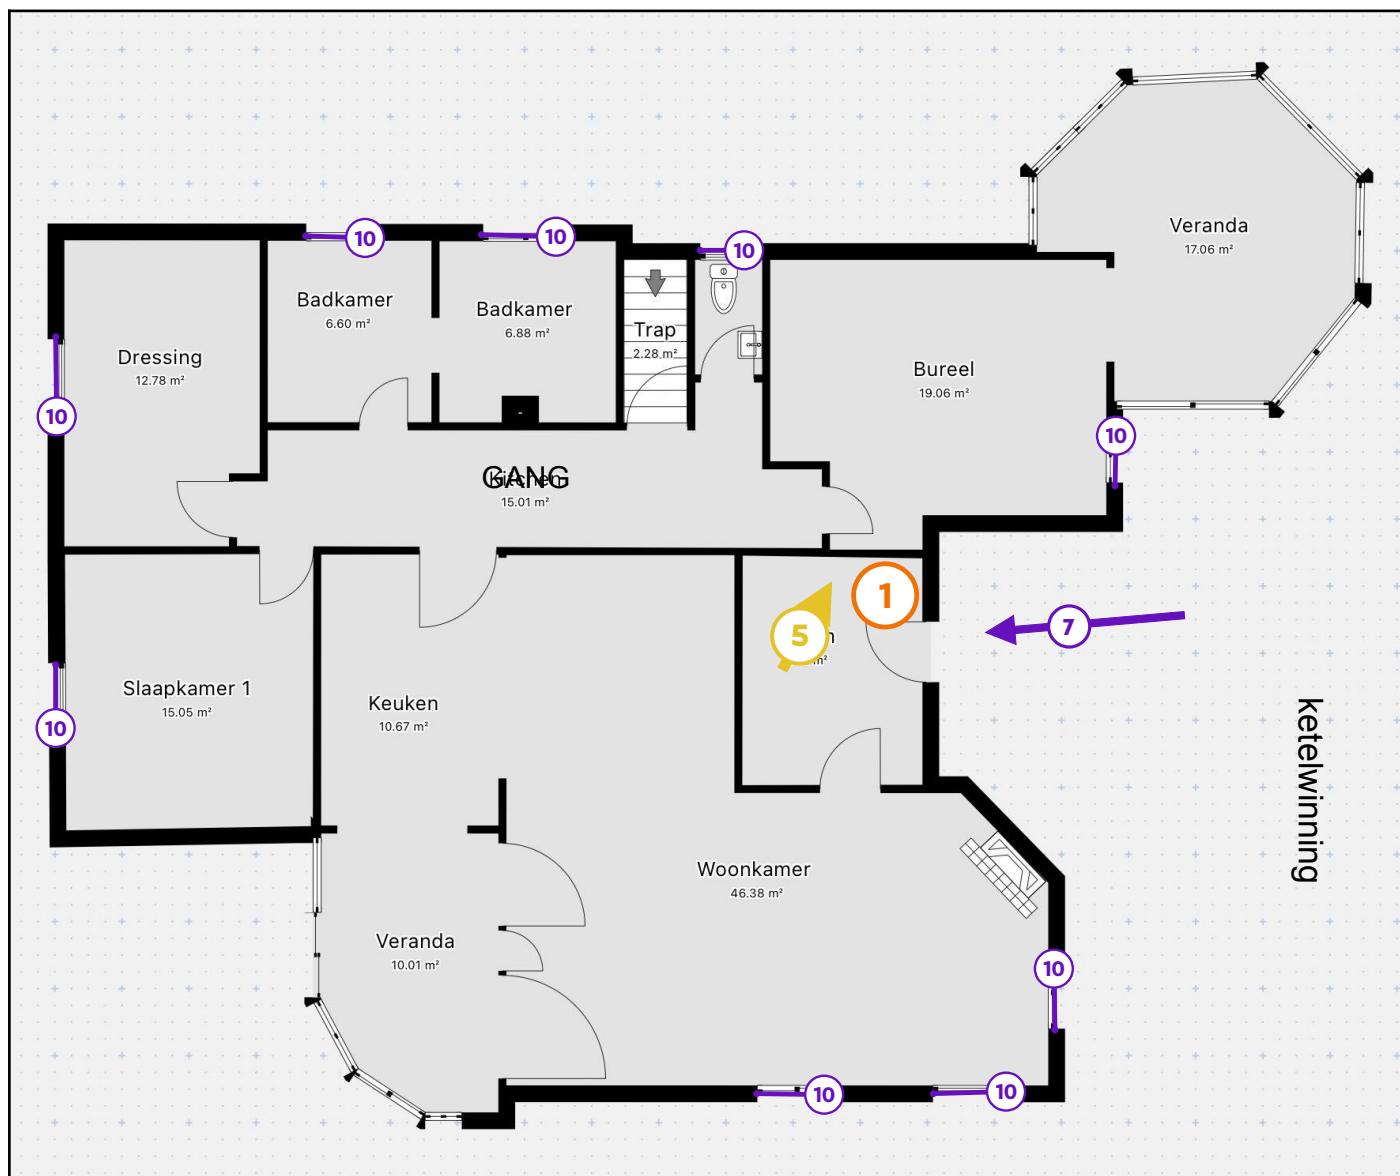 Veranda
17.06 m²
10
10
10
Badkamer
6.60 m²
Badkamer
6.88 m²
Trap
2.28 m²
Dressing
12.78 m²
Bureel
19.06 m²
10
10
GANG
Kitchen
15.01 m²
1
5
7
Slaapkamer 1
15.05 m²
10
Keuken
10.67 m²
ketelwinning
Woonkamer
46.38 m²
Veranda
10.01 m²
10
10
10